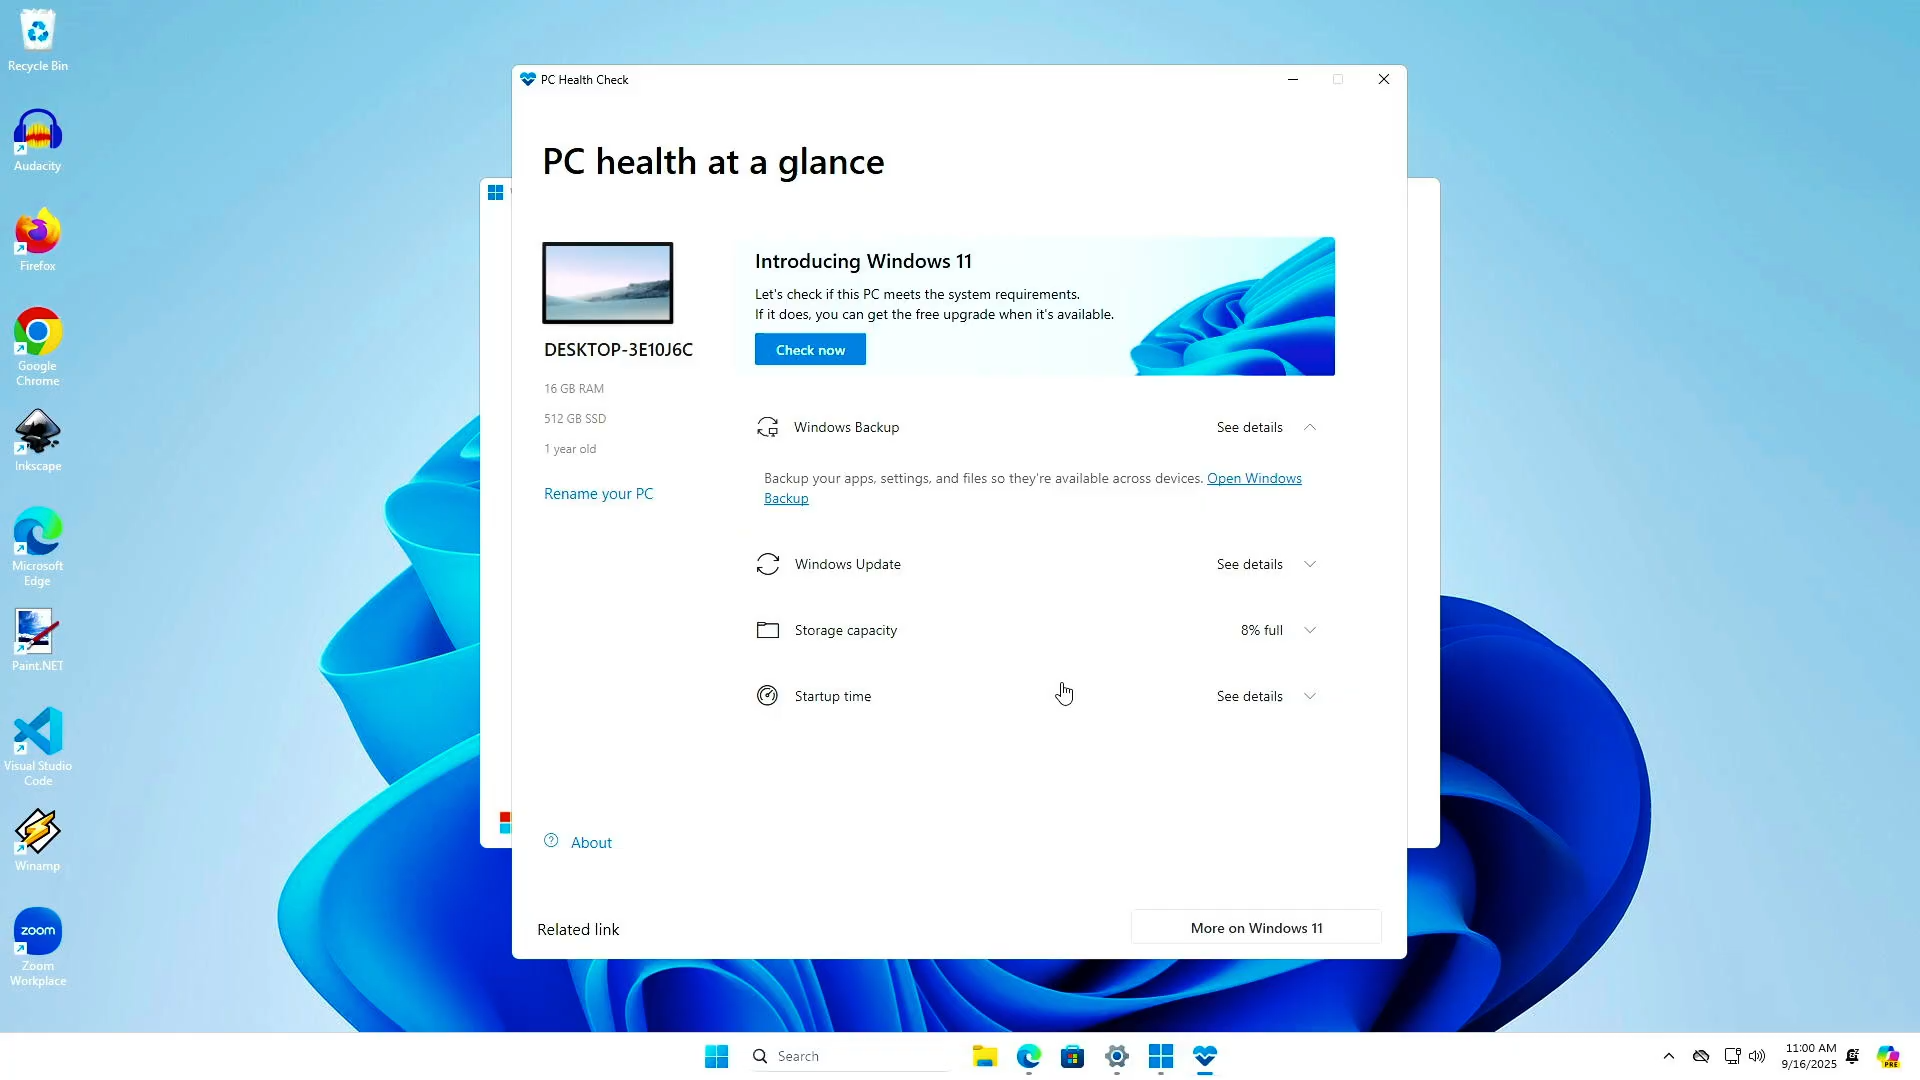 Recycle Bin
Audacity
Firefox
Google
Chrome
Inkscape
Microsoft
Edge
Paint.NET
Visual Studio
Code
Winamp
zoom
Zoom
Workplace
PC Health Check
PC health at a glance
DESKTOP-3E10J6C
16 GB RAM
512 GB SSD
1 year old
Rename your PC
Introducing Windows 11
Let's check if this PC meets the system requirements.
If it does, you can get the free upgrade when it's available.
Check now
Windows Backup See details
Backup your apps, settings, and files so they're available across devices. Open Windows
Backup
Windows Update See details
Storage capacity 8% full
Startup time See details
About
Related link
More on Windows 11
Search
11:00 AM
9/16/2025
PRE